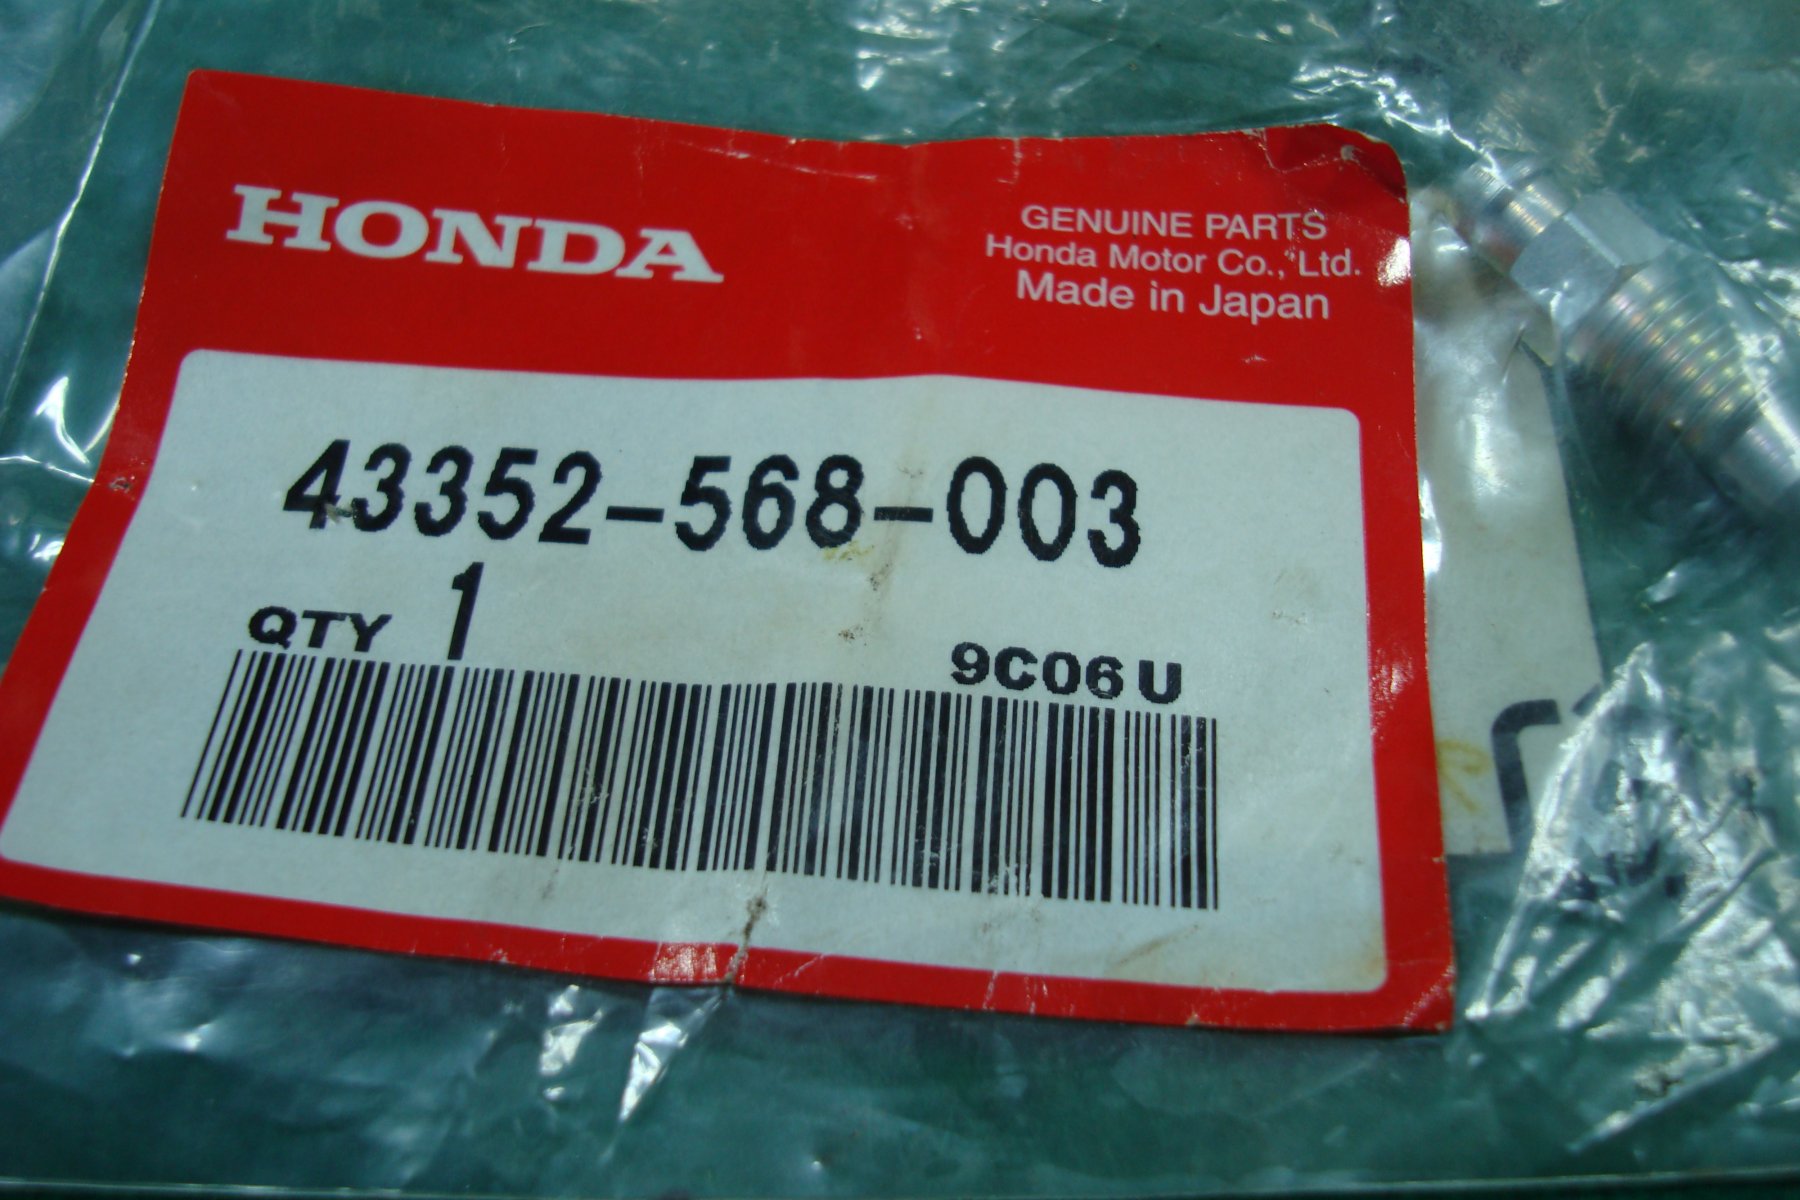 HONDA
GENUINE PARTS
Honda Motor Co., Ltd.
Made in Japan
43352-568-003
QTY 1
9C06U